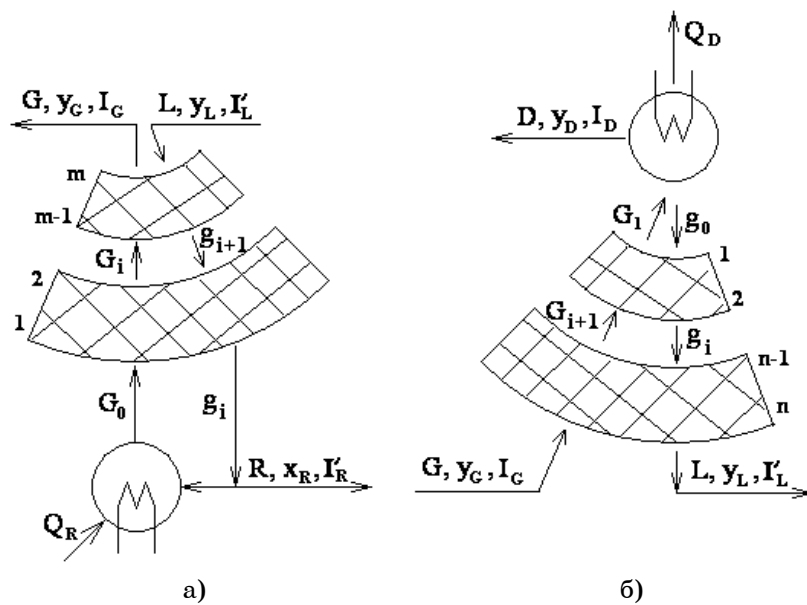 G, y_G, I_G
L, y_L, I'_L
m
m-1
G_i
g_{i+1}
2
1
G_0
g_i
R, x_R, I'_R
Q_R
а)
Q_D
D, y_D, I_D
G_1
g_0
1
2
G_{i+1}
g_i
n-1
n
G, y_G, I_G
L, y_L, I'_L
б)